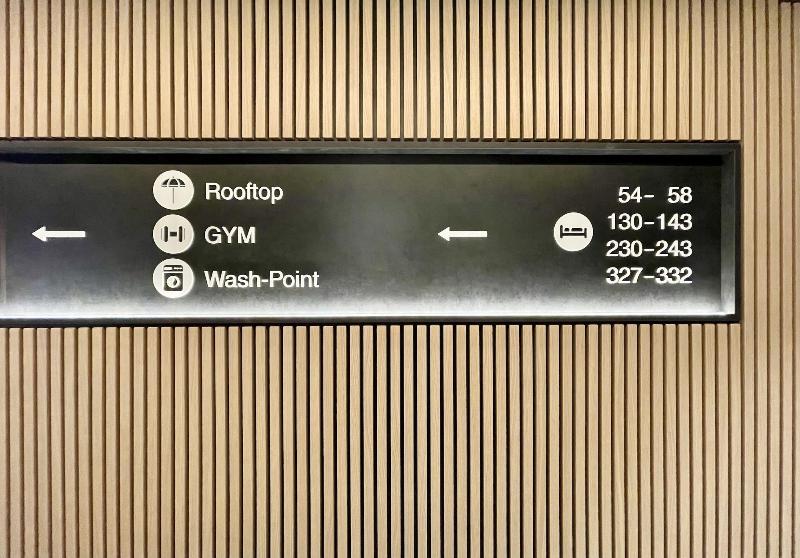 Rooftop
GYM
Wash-Point
54- 58
130-143
230-243
327-332